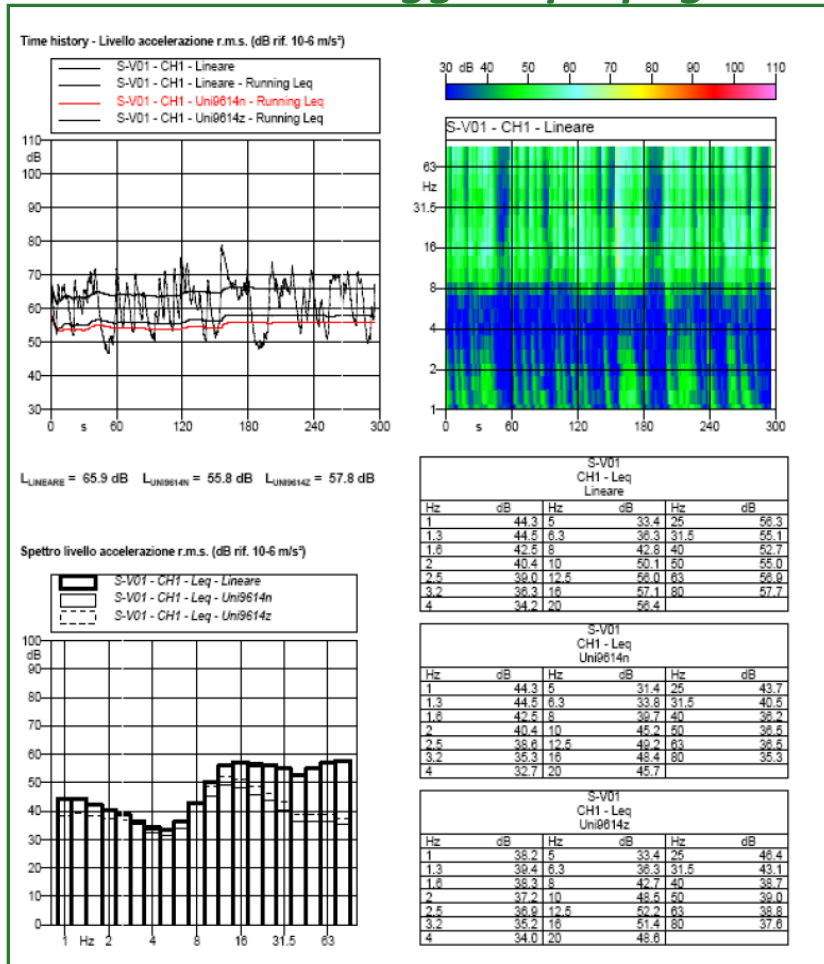 Time history - Livello accelerazione r.m.s. (dB rif. 10-6 m/s²)
S-V01 - CH1 - Lineare
S-V01 - CH1 - Lineare - Running Leq
S-V01 - CH1 - Uni9614n - Running Leq
S-V01 - CH1 - Uni9614z - Running Leq
110
dB
100
90
80
70
60
50
40
30
0 s 60 120 180 240 300
30 dB 40 50 60 70 80 90 100 110
S-V01 - CH1 - Lineare
63
Hz
31.5
16
8
4
2
1
0 s 60 120 180 240 300
L LINEARE = 65.9 dB L UNI9614N = 55.8 dB L UNI9614Z = 57.8 dB
Spettro livello accelerazione r.m.s. (dB rif. 10-6 m/s²)
S-V01 - CH1 - Leq - Lineare
S-V01 - CH1 - Leq - Uni9614n
S-V01 - CH1 - Leq - Uni9614z
100
dB
90
80
70
60
50
40
30
20
10
0
1 Hz 2 4 8 16 31.5 63
S-V01
CH1 - Leq
Lineare
Hz dB Hz dB Hz dB
1 44.3 5 33.4 25 56.3
1.3 44.5 6.3 36.3 31.5 55.1
1.6 42.5 8 42.8 40 52.7
2 40.4 10 50.1 50 55.0
2.5 39.0 12.5 56.0 63 56.9
3.2 36.3 16 57.1 80 57.7
4 34.2 20 56.4
S-V01
CH1 - Leq
Uni9614n
Hz dB Hz dB Hz dB
1 44.3 5 31.4 25 43.7
1.3 44.5 6.3 33.8 31.5 40.5
1.6 42.5 8 39.7 40 36.2
2 40.4 10 45.2 50 36.5
2.5 38.6 12.5 49.2 63 36.5
3.2 35.3 16 48.4 80 35.3
4 32.7 20 45.7
S-V01
CH1 - Leq
Uni9614z
Hz dB Hz dB Hz dB
1 38.2 5 33.4 25 46.4
1.3 39.4 6.3 36.3 31.5 43.1
1.6 38.3 8 42.7 40 38.7
2 37.2 10 48.5 50 39.0
2.5 36.9 12.5 52.2 63 38.8
3.2 35.2 16 51.4 80 37.6
4 34.0 20 48.6